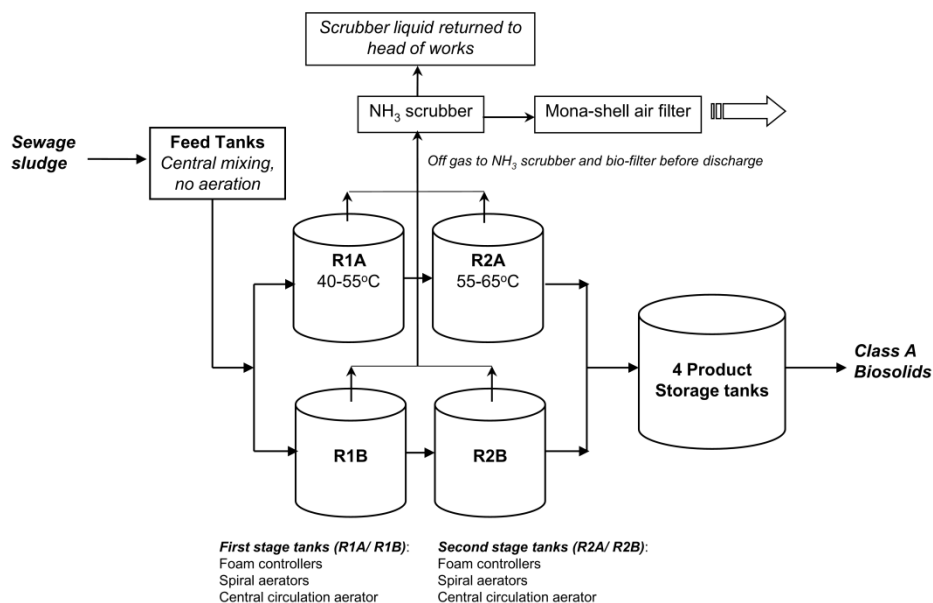 Scrubber liquid returned to
head of works
NH3 scrubber
Mona-shell air filter
Sewage
sludge
Feed Tanks
Central mixing,
no aeration
Off gas to NH3 scrubber and bio-filter before discharge
R1A
40-55oC
R2A
55-65oC
4 Product
Storage tanks
Class A
Biosolids
R1B
R2B
First stage tanks (R1A/ R1B):
Foam controllers
Spiral aerators
Central circulation aerator
Second stage tanks (R2A/ R2B):
Foam controllers
Spiral aerators
Central circulation aerator